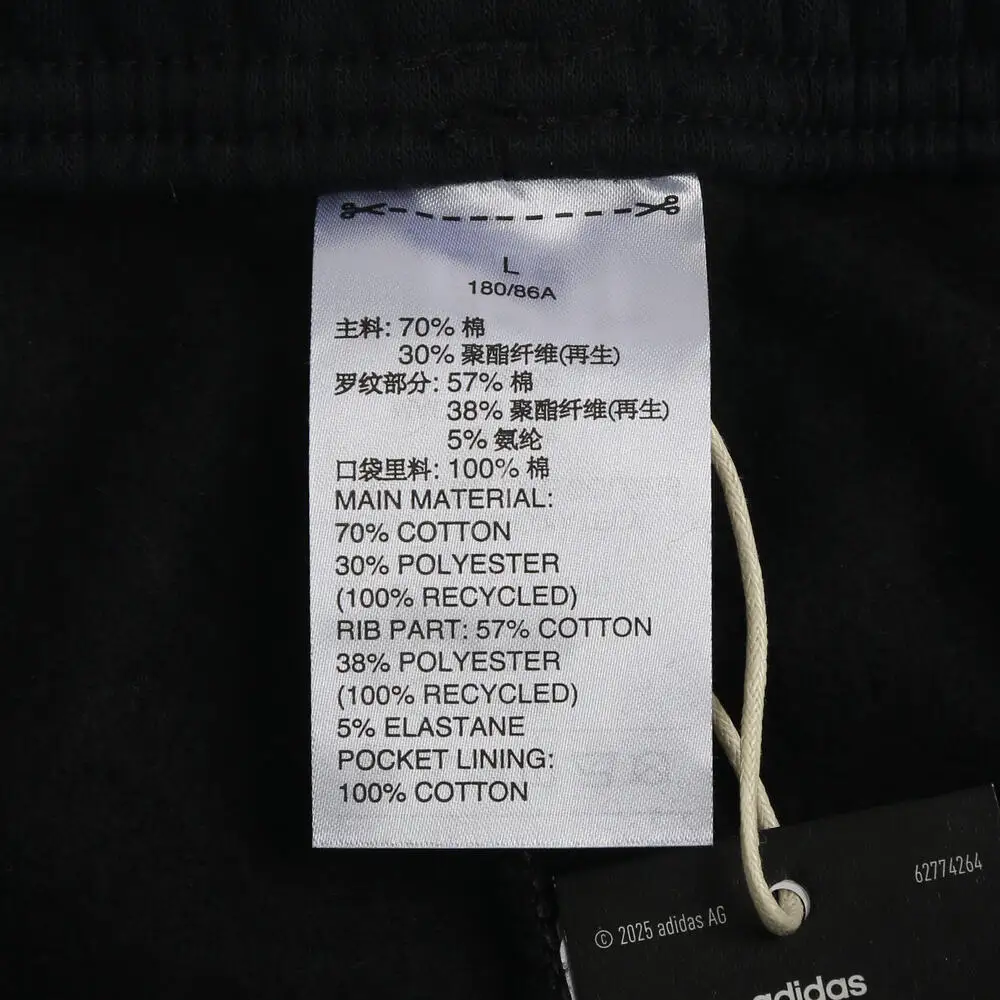 L
180/86A
主料: 70% 棉
30% 聚酯纤维(再生)
罗纹部分: 57% 棉
38% 聚酯纤维(再生)
5% 氨纶
口袋里料: 100% 棉
MAIN MATERIAL:
70% COTTON
30% POLYESTER
(100% RECYCLED)
RIB PART: 57% COTTON
38% POLYESTER
(100% RECYCLED)
5% ELASTANE
POCKET LINING:
100% COTTON
62774264
© 2025 adidas AG
adidas